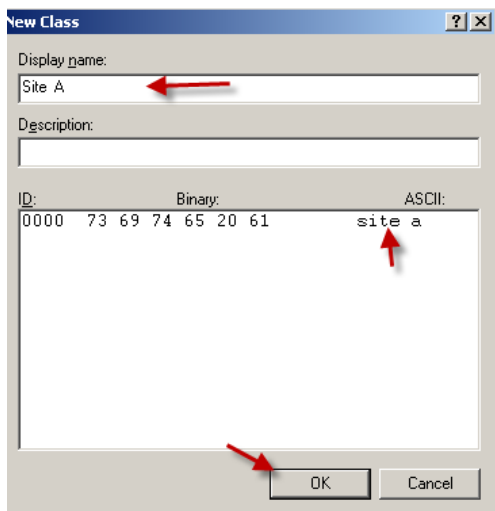 New Class
Display name:
Site A
Description:
ID: Binary: ASCII:
0000 73 69 74 65 20 61 site a
OK Cancel